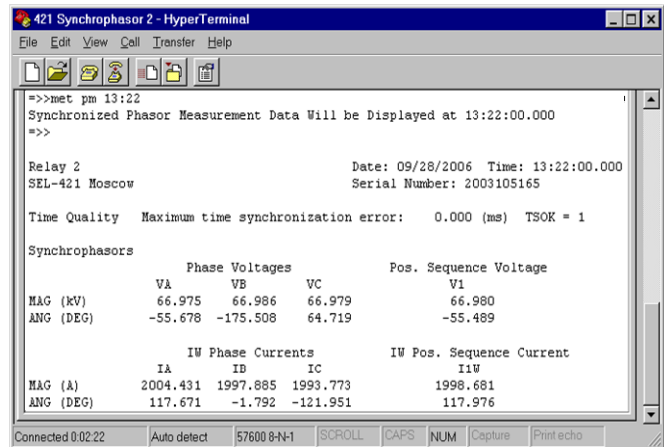 421 Synchrophasor 2 - HyperTerminal
File Edit View Call Transfer Help
=>>met pm 13:22
Synchronized Phasor Measurement Data Will be Displayed at 13:22:00.000
=>>
Relay 2 Date: 09/28/2006 Time: 13:22:00.000
SEL-421 Moscow Serial Number: 2003105165
Time Quality Maximum time synchronization error: 0.000 (ms) TSOK = 1
Synchrophasors
Phase Voltages Pos. Sequence Voltage
VA VB VC V1
MAG (kV) 66.975 66.986 66.979 66.980
ANG (DEG) -55.678 -175.508 64.719 -55.489
IW Phase Currents IW Pos. Sequence Current
IA IB IC I1W
MAG (A) 2004.431 1997.885 1993.773 1998.681
ANG (DEG) 117.671 -1.792 -121.951 117.976
Connected 0:02:22 Auto detect 57600 8-N-1 SCROLL CAPS NUM Capture Print echo